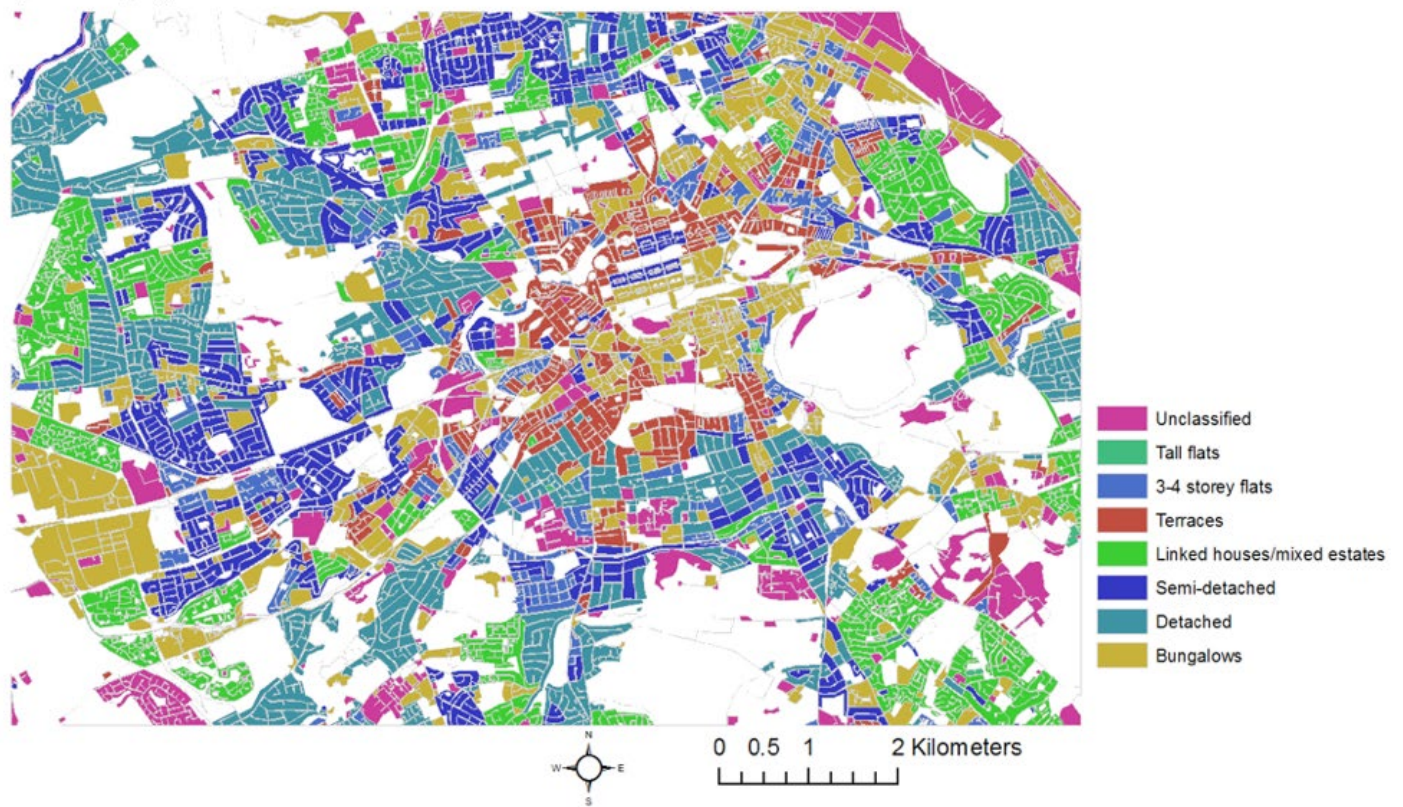 Unclassified
Tall flats
3-4 storey flats
Terraces
Linked houses/mixed estates
Semi-detached
Detached
Bungalows
N
W E
S
0 0.5 1 2 Kilometers